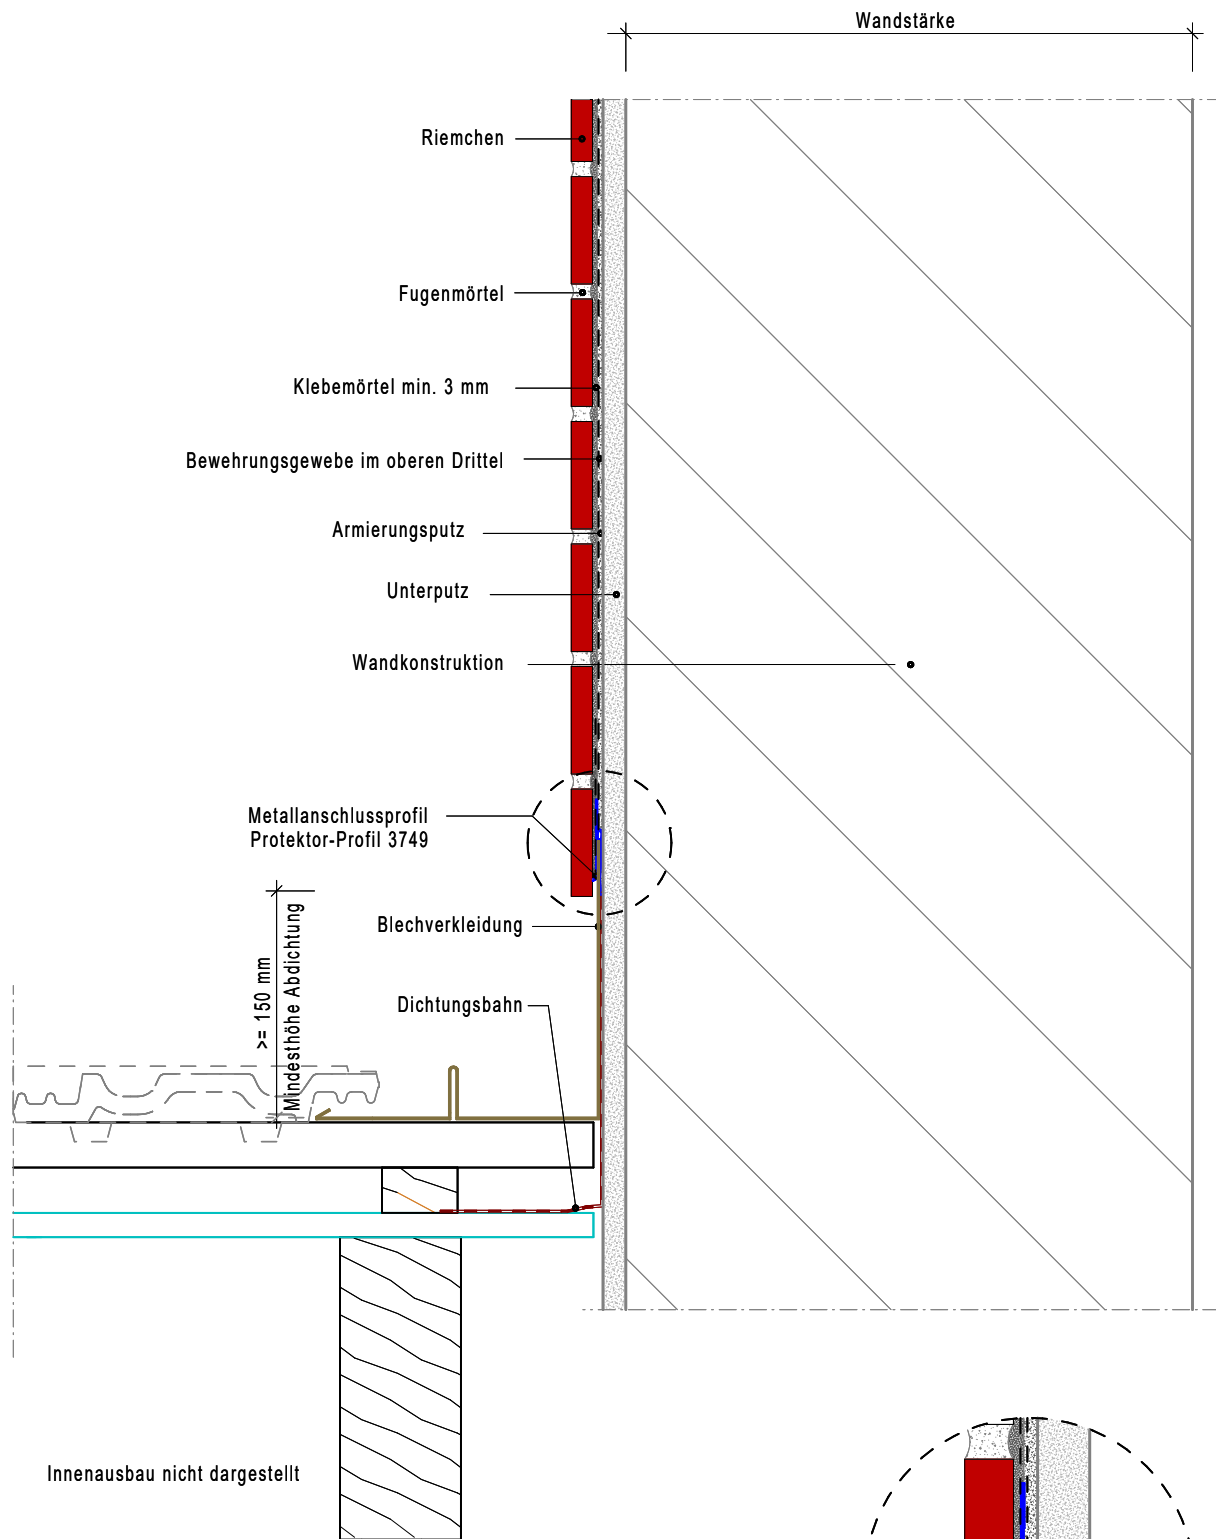 Wandstärke
Riemchen
Fugenmörtel
Klebemörtel min. 3 mm
Bewehrungsgewebe im oberen Drittel
Armierungsputz
Unterputz
Wandkonstruktion
Metallanschlussprofil
Protektor-Profil 3749
Blechverkleidung
>= 150 mm
Mindesthöhe Abdichtung
Dichtungsbahn
Innenausbau nicht dargestellt